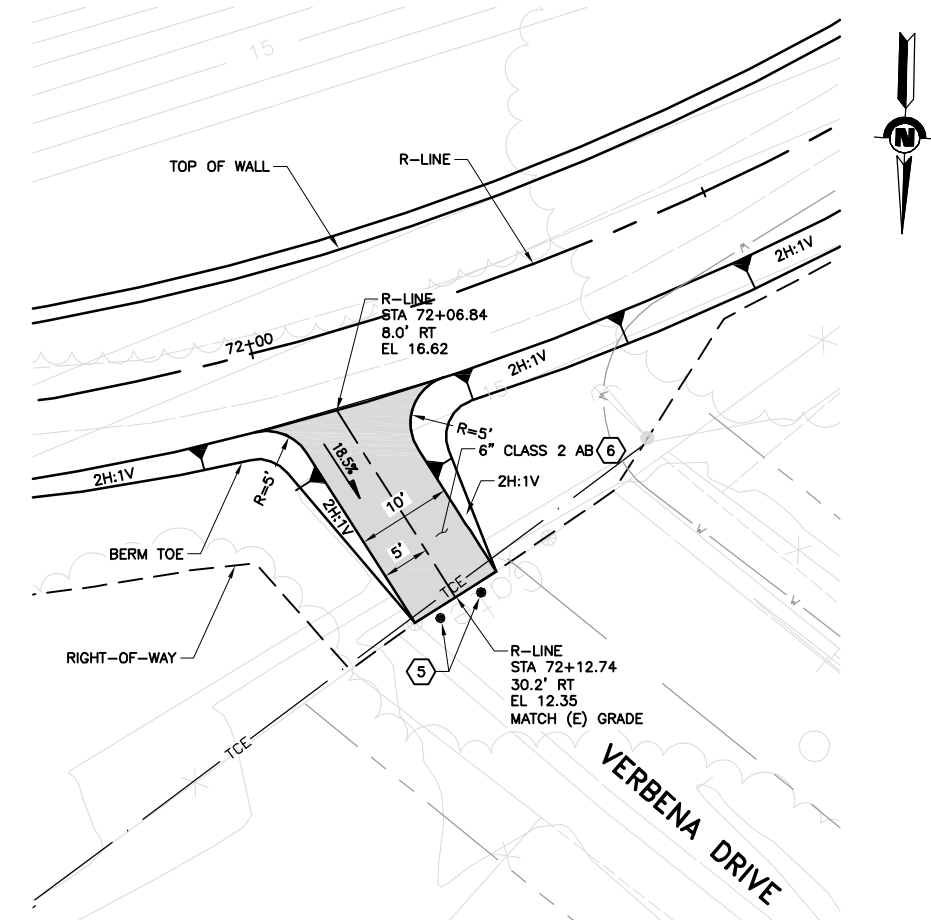 15
N
TOP OF WALL
R-LINE
2H:1V
R-LINE
STA 72+06.84
8.0' RT
EL 16.62
72+00
2H:1V
15
R=5'
6" CLASS 2 AB
6
18.5%
2H:1V
2H:1V
R=5'
2H:1V
10'
5'
BERM TOE
TCE
RIGHT-OF-WAY
5
R-LINE
STA 72+12.74
30.2' RT
EL 12.35
MATCH (E) GRADE
W
W
TCE
VERBENA DRIVE